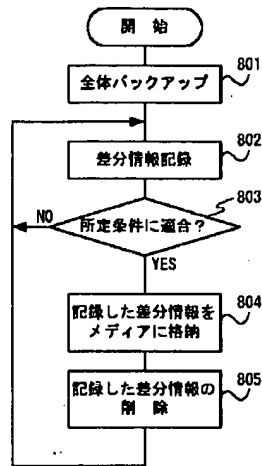 開 始
801
全体バックアップ
802
差分情報記録
803
所定条件に適合？
NO
YES
804
記録した差分情報を
メディアに格納
805
記録した差分情報の
削 除